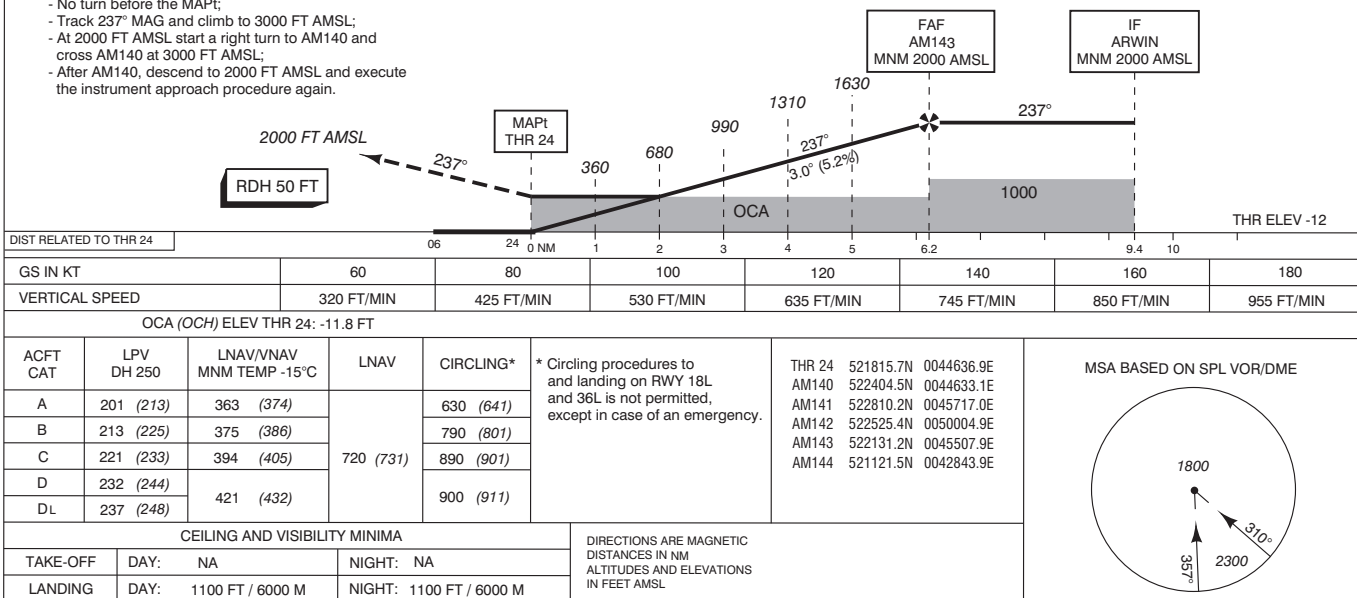 - No turn before the MAPt;
- Track 237° MAG and climb to 3000 FT AMSL;
- At 2000 FT AMSL start a right turn to AM140 and
cross AM140 at 3000 FT AMSL;
- After AM140, descend to 2000 FT AMSL and execute
the instrument approach procedure again.
FAF
AM143
MNM 2000 AMSL
IF
ARWIN
MNM 2000 AMSL
2000 FT AMSL
237°
MAPt
THR 24
360
680
990
1310
1630
237°
3.0° (5.2%)
237°
RDH 50 FT
OCA
1000
THR ELEV -12
DIST RELATED TO THR 24
06 24 0 NM 1 2 3 4 5 6.2 9.4 10
GS IN KT 60 80 100 120 140 160 180
VERTICAL SPEED 320 FT/MIN 425 FT/MIN 530 FT/MIN 635 FT/MIN 745 FT/MIN 850 FT/MIN 955 FT/MIN
OCA (OCH) ELEV THR 24: -11.8 FT
ACFT CAT LPV DH 250 LNAV/VNAV MNM TEMP -15°C LNAV CIRCLING*
A 201 (213) 363 (374) 720 (731) 630 (641)
B 213 (225) 375 (386) 790 (801)
C 221 (233) 394 (405) 890 (901)
D 232 (244) 421 (432) 900 (911)
DL 237 (248)
* Circling procedures to
and landing on RWY 18L
and 36L is not permitted,
except in case of an emergency.
THR 24 521815.7N 0044636.9E
AM140 522404.5N 0044633.1E
AM141 522810.2N 0045717.0E
AM142 522525.4N 0050004.9E
AM143 522131.2N 0045507.9E
AM144 521121.5N 0042843.9E
MSA BASED ON SPL VOR/DME
1800
310°
2300
357°
CEILING AND VISIBILITY MINIMA
TAKE-OFF DAY: NA NIGHT: NA
LANDING DAY: 1100 FT / 6000 M NIGHT: 1100 FT / 6000 M
DIRECTIONS ARE MAGNETIC
DISTANCES IN NM
ALTITUDES AND ELEVATIONS
IN FEET AMSL